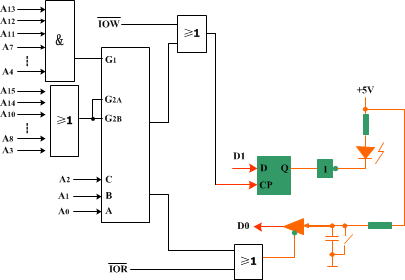 A13
A12
A11
A7
A4
&
A15
A14
A10
A8
A3
≥1
G1
G2A
G2B
A2
A1
A0
C
B
A
IOW
≥1
IOR
≥1
D1
D
Q
CP
1
+5V
D0